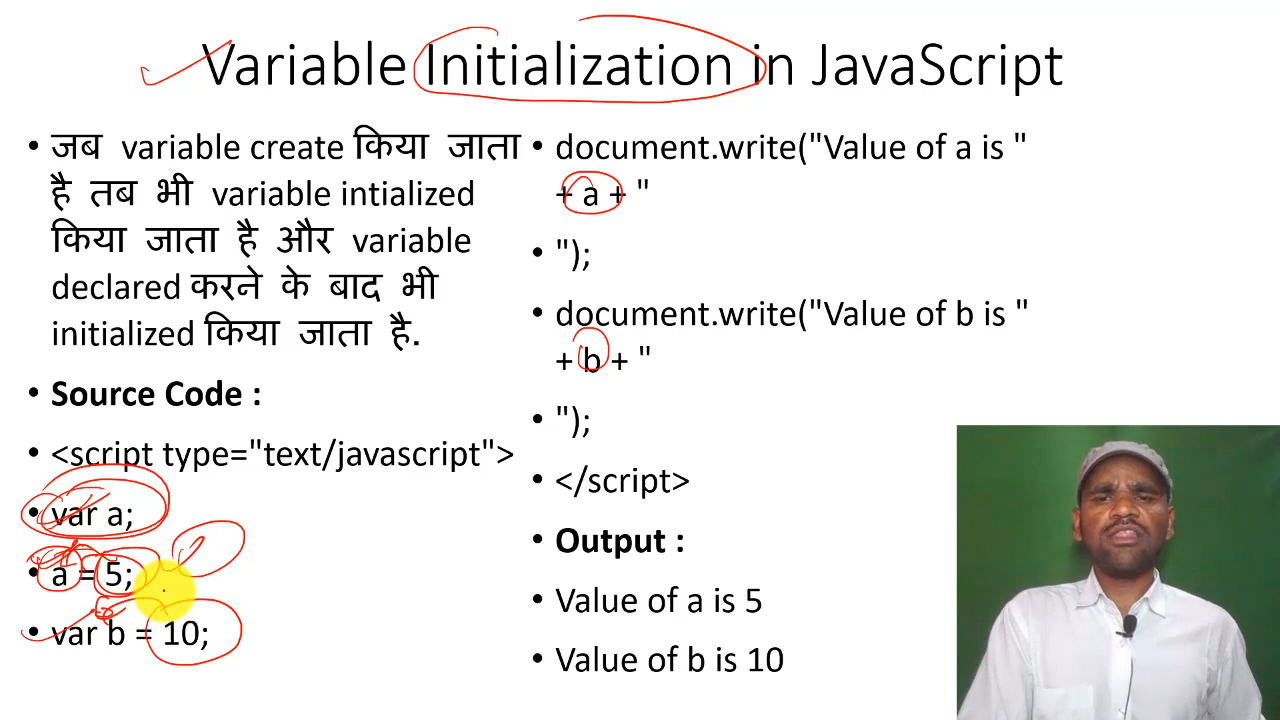 Variable Initialization in JavaScript
• जब variable create किया जाता
है तब भी variable intialized
किया जाता है और variable
declared करने के बाद भी
initialized किया जाता है.
• Source Code :
• <script type="text/javascript">
• var a;
• a = 5;
• var b = 10;
• document.write("Value of a is "
+ a + "
• ");
• document.write("Value of b is "
+ b + "
• ");
• </script>
• Output :
• Value of a is 5
• Value of b is 10